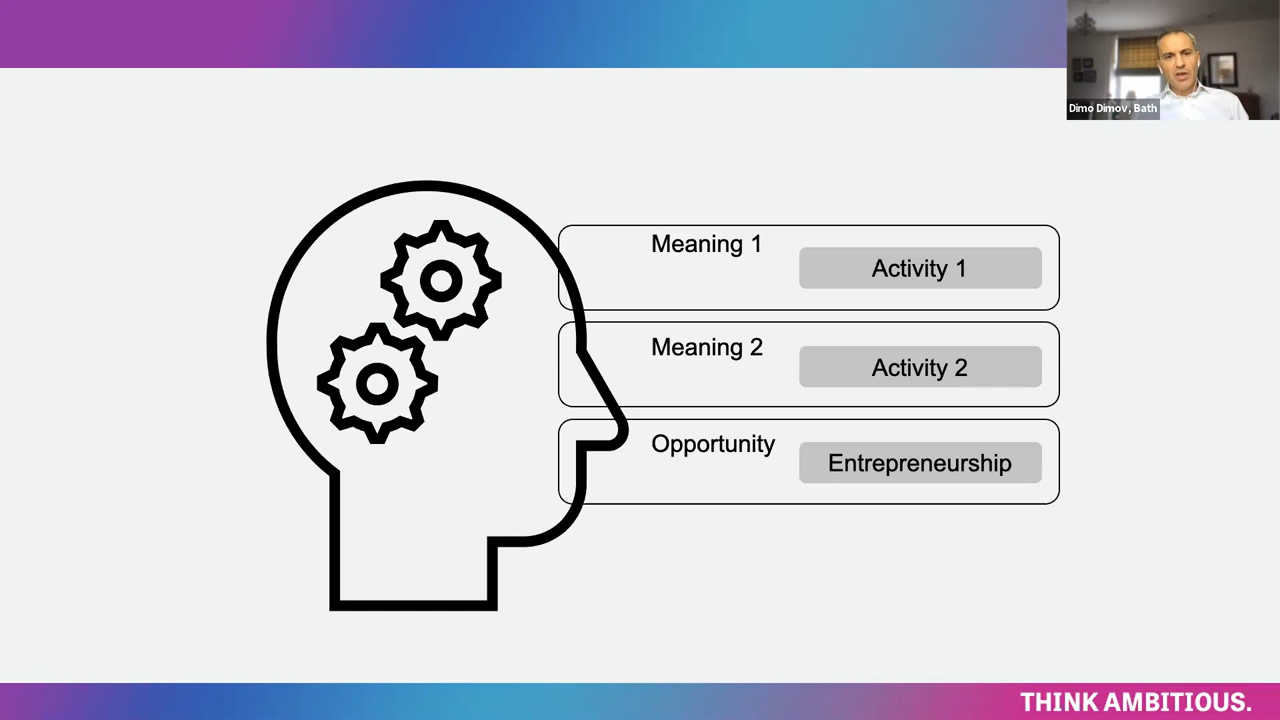 Dimo Dimov, Bath
Meaning 1
Activity 1
Meaning 2
Activity 2
Opportunity
Entrepreneurship
THINK AMBITIOUS.